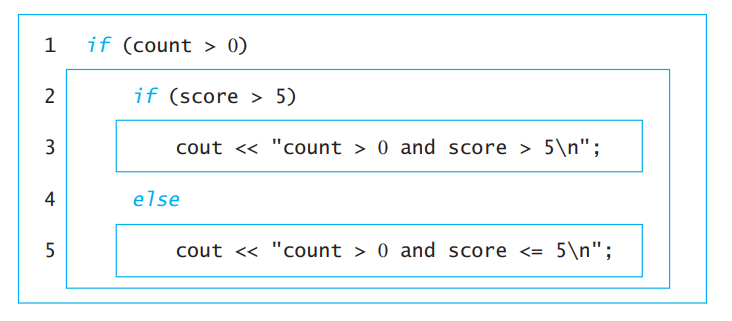 1 if (count > 0)
2 if (score > 5)
3 cout << "count > 0 and score > 5\n";
4 else
5 cout << "count > 0 and score <= 5\n";